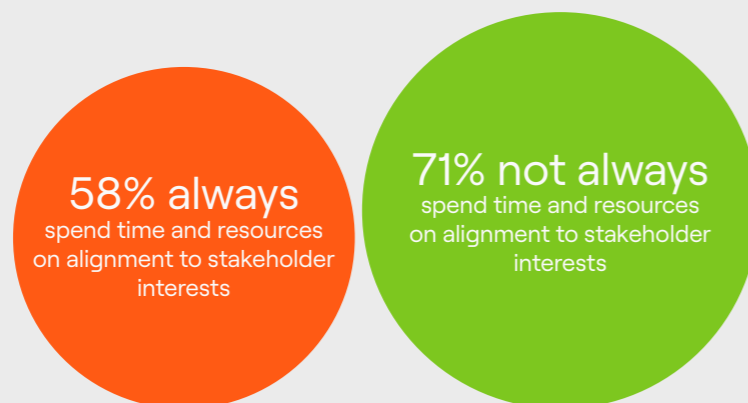 58% always
spend time and resources
on alignment to stakeholder
interests
71% not always
spend time and resources
on alignment to stakeholder
interests